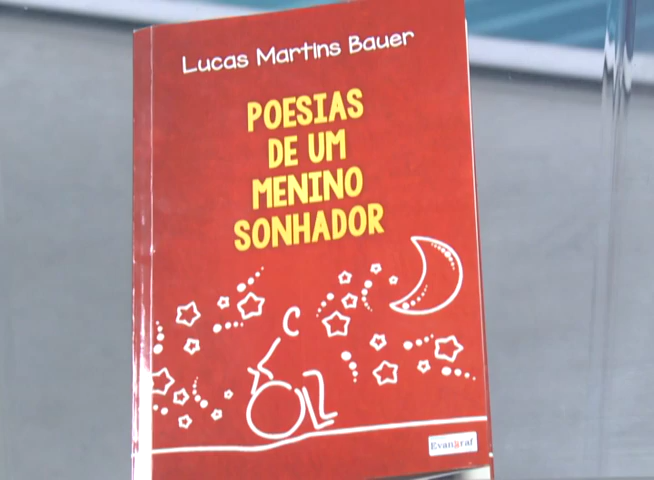 Lucas Martins Bauer
POESIAS
DE UM
MENINO
SONHADOR
Evangraf